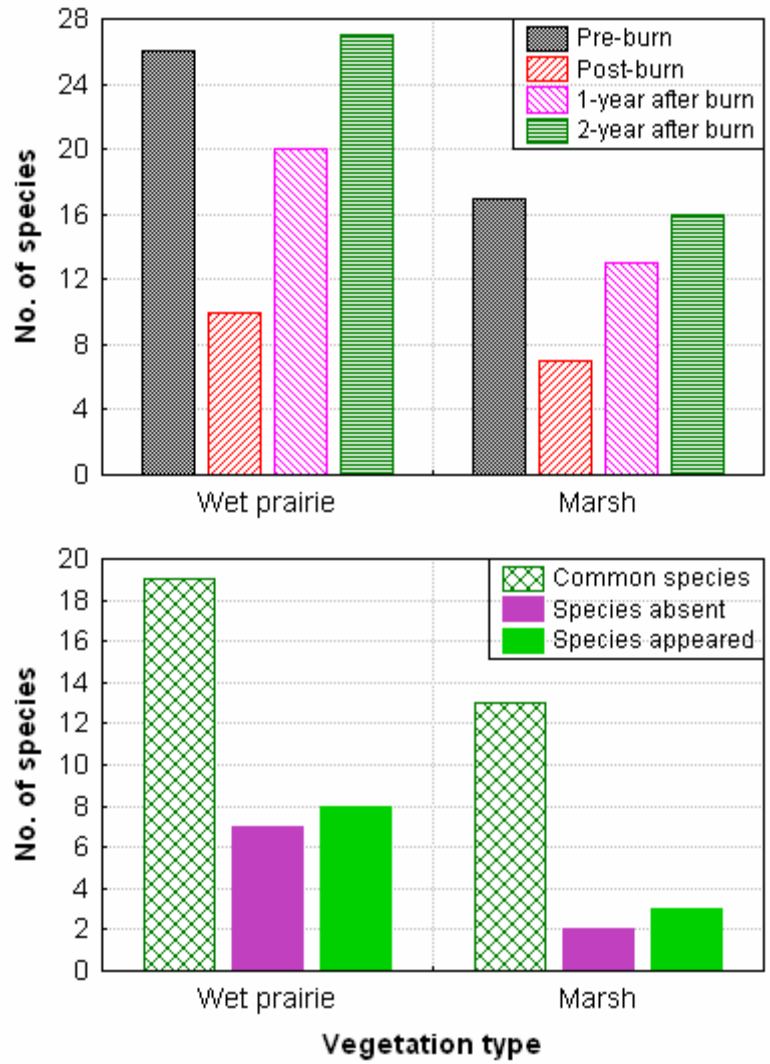 28
24
20
16
12
8
4
0
No. of species
Pre-burn
Post-burn
1-year after burn
2-year after burn
Wet prairie
Marsh
20
18
16
14
12
10
8
6
4
2
0
No. of species
Common species
Species absent
Species appeared
Wet prairie
Marsh
Vegetation type